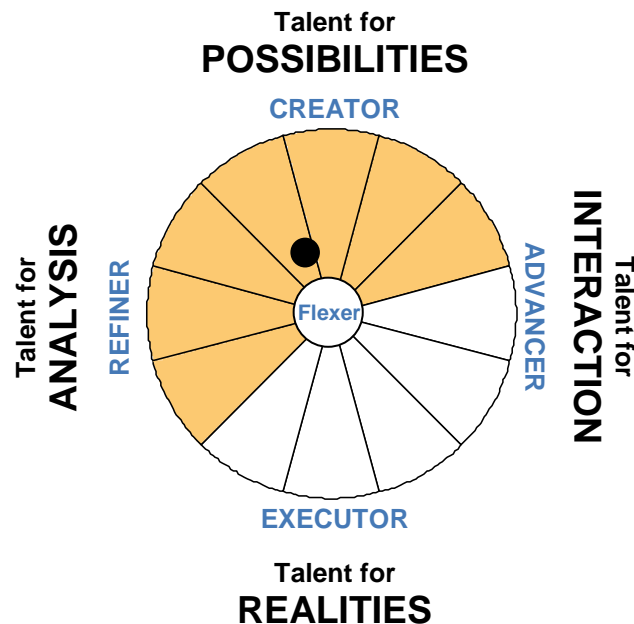 Talent for
POSSIBILITIES
CREATOR
Talent for
ANALYSIS
REFINER
Flexer
ADVANCER
INTERACTION
Talent for
EXECUTOR
Talent for
REALITIES